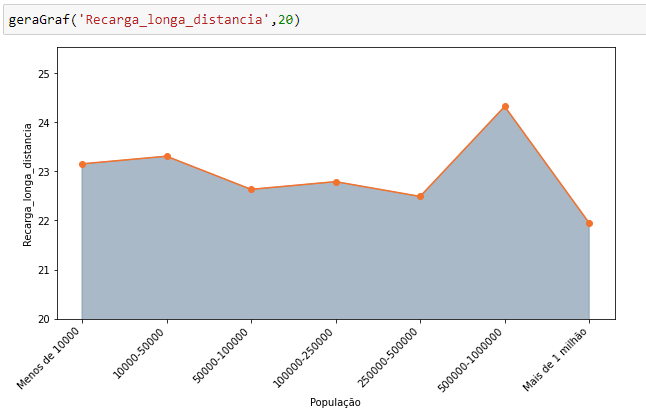 geraGraf('Recarga_longa_distancia',20)
25
24
23
22
21
20
Recarga_longa_distancia
Menos de 10000
10000-50000
50000-100000
100000-250000
250000-500000
500000-1000000
Mais de 1 milhão
População